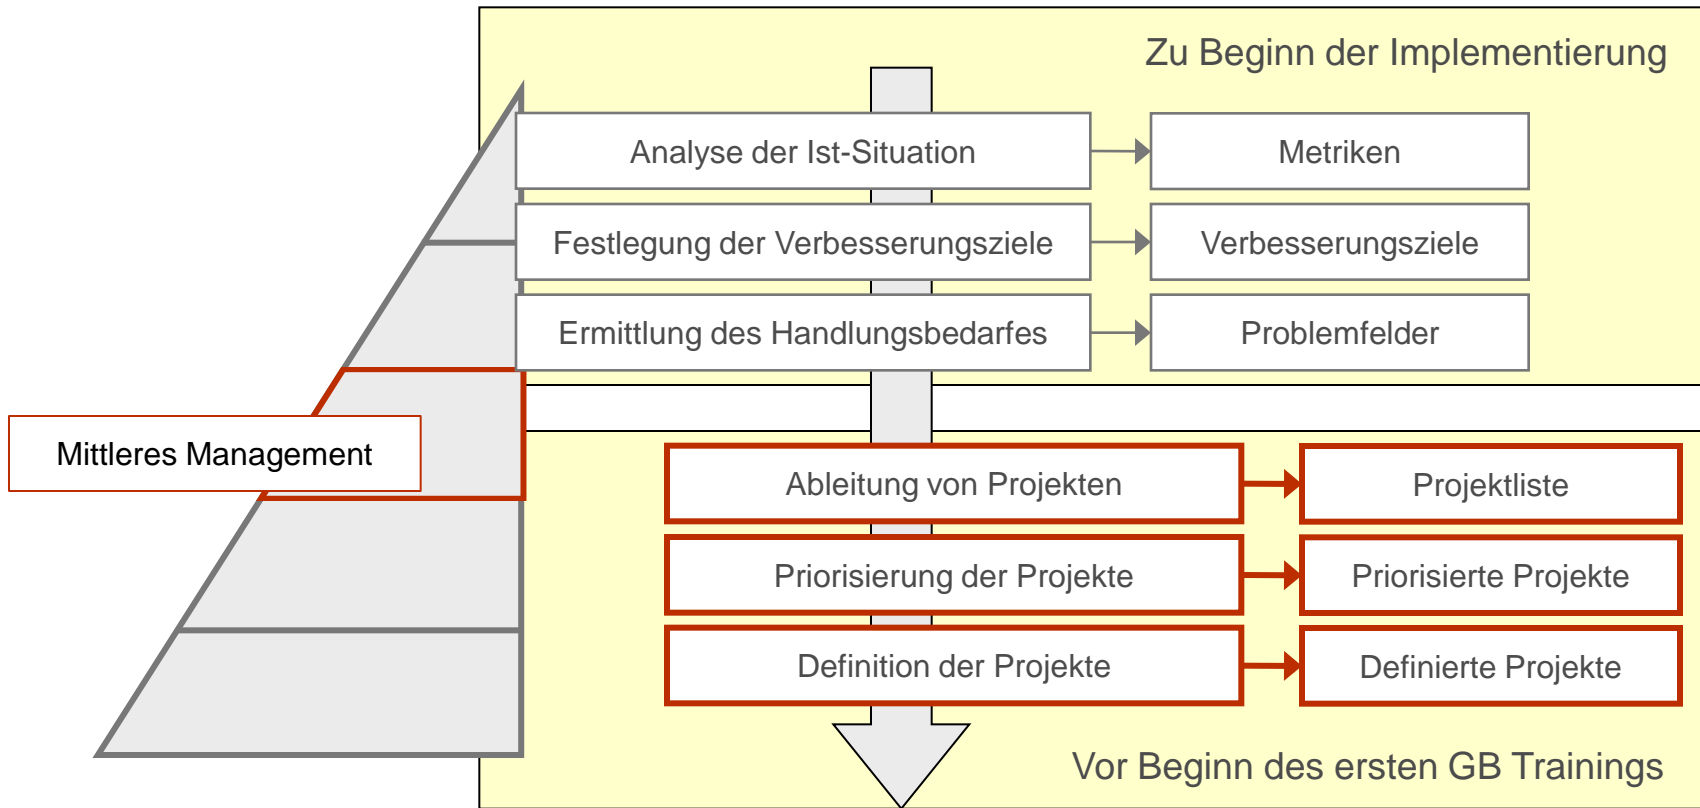 Zu Beginn der Implementierung
Analyse der Ist-Situation
Metriken
Festlegung der Verbesserungsziele
Verbesserungsziele
Ermittlung des Handlungsbedarfes
Problemfelder
Mittleres Management
Ableitung von Projekten
Projektliste
Priorisierung der Projekte
Priorisierte Projekte
Definition der Projekte
Definierte Projekte
Vor Beginn des ersten GB Trainings